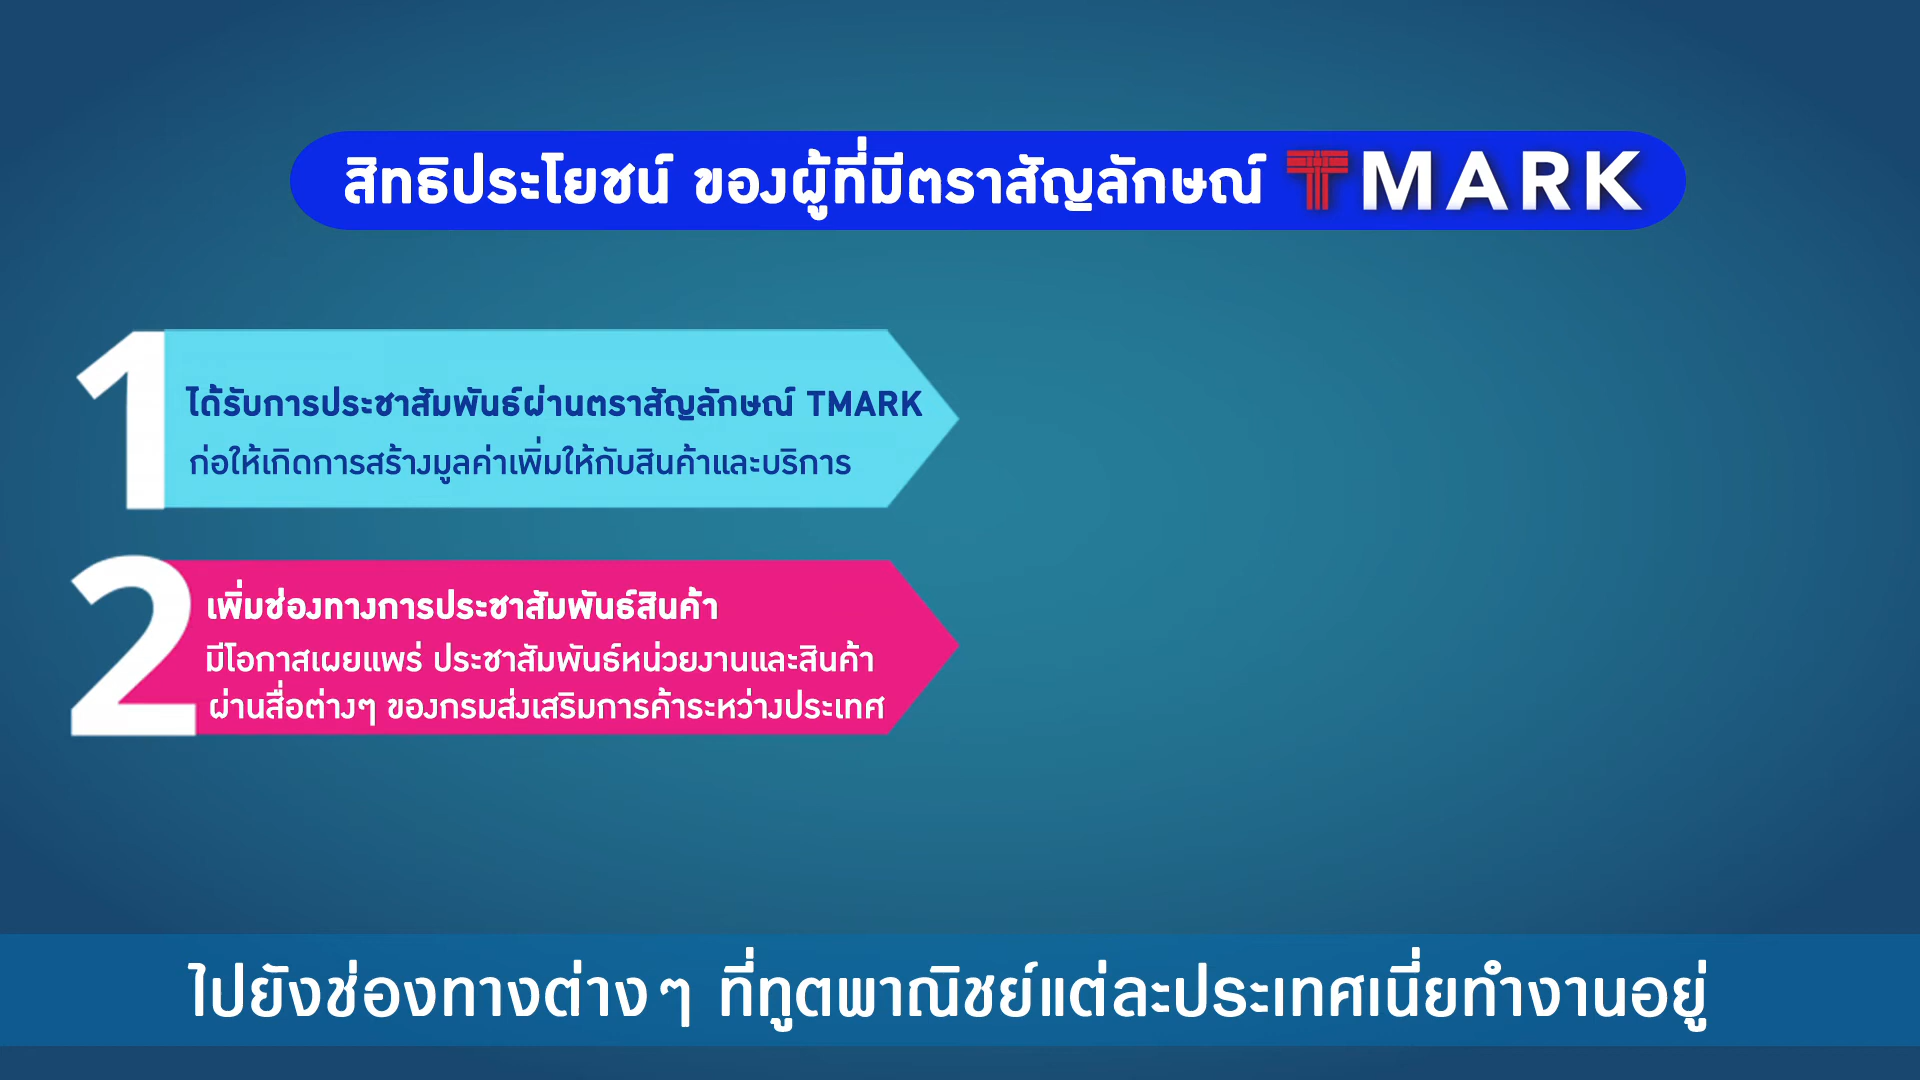 สิทธิประโยชน์ ของผู้ที่มีตราสัญลักษณ์ TMARK
1
ได้รับการประชาสัมพันธ์ผ่านตราสัญลักษณ์ TMARK
ก่อให้เกิดการสร้างมูลค่าเพิ่มให้กับสินค้าและบริการ
2
เพิ่มช่องทางการประชาสัมพันธ์สินค้า
มีโอกาสเผยแพร่ ประชาสัมพันธ์หน่วยงานและสินค้า
ผ่านสื่อต่างๆ ของกรมส่งเสริมการค้าระหว่างประเทศ
ไปยังช่องทางต่างๆ ที่ทูตพาณิชย์แต่ละประเทศเนี่ยทำงานอยู่